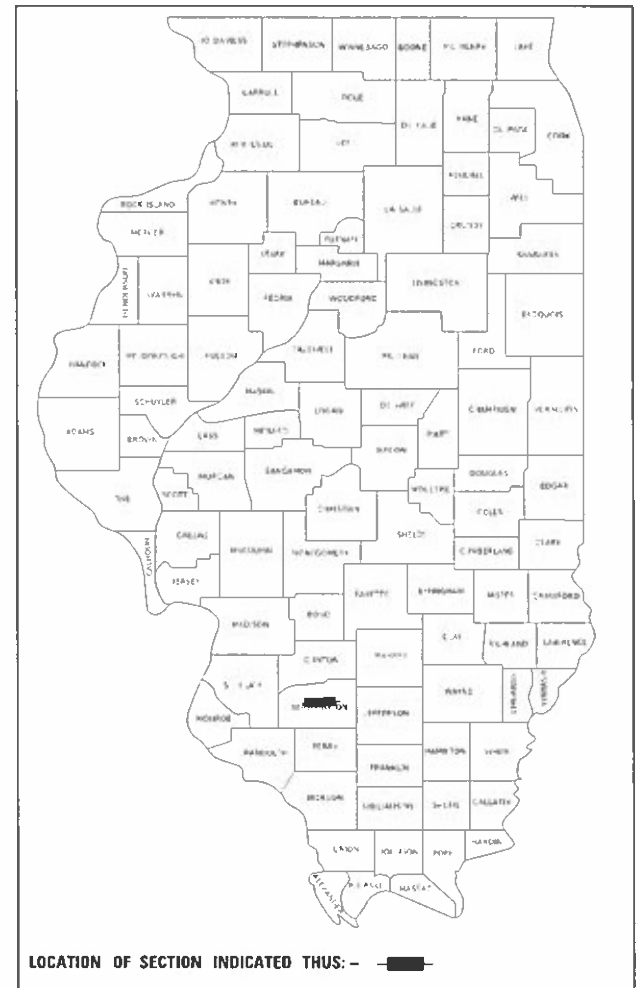 JO DAVIESS STEPHENSON WINNEBAGO BOONE McHENRY LAKE
CARROLL OGLE
KANE
DU PAGE COOK
DE KALB
WHITESIDE LEE
KENDALL
WILL
ROCK ISLAND HENRY BUREAU LA SALLE
GRUNDY
MERCER
PUTNAM
STARK
KANKAKEE
MARSHALL
HENDERSON WARREN KNOX
LIVINGSTON
PEORIA WOODFORD
IROQUOIS
FORD
TAZEWELL
HANCOCK McDONOUGH FULTON
McLEAN
MASON
SCHUYLER
LOGAN DE WITT
CHAMPAIGN VERMILION
ADAMS
BROWN CASS MENARD
PIATT
MACON
MORGAN SANGAMON
DOUGLAS
EDGAR
PIKE SCOTT
MOULTRIE
CHRISTIAN
COLES
GREENE
SHELBY
MACOUPIN MONTGOMERY
CUMBERLAND CLARK
CALHOUN
JERSEY
FAYETTE EFFINGHAM JASPER CRAWFORD
BOND
MADISON
CLAY
RICHLAND LAWRENCE
CLINTON MARION
ST. CLAIR
WAYNE
JEFFERSON
MONROE
PERRY
RANDOLPH
HAMILTON WHITE
FRANKLIN
JACKSON WILLIAMSON SALINE GALLATIN
HARDIN
UNION JOHNSON POPE
ALEXANDER PULASKI MASSAC
LOCATION OF SECTION INDICATED THUS: -